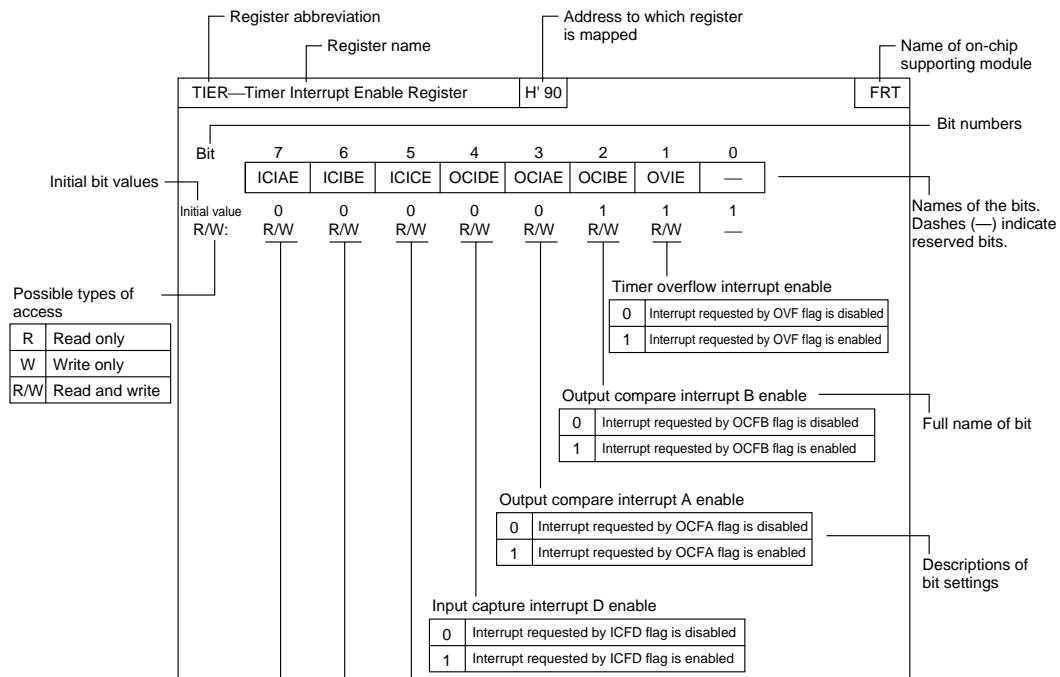 Register abbreviation
Register name
Address to which register
is mapped
Name of on-chip
supporting module
TIER—Timer Interrupt Enable Register
H' 90
FRT
Bit numbers
Bit
7 6 5 4 3 2 1 0
Initial bit values
ICIAE ICIBE ICICE OCIDE OCIAE OCIBE OVIE —
Names of the bits.
Dashes (—) indicate
reserved bits.
Initial value
0 0 0 0 0 1 1 1
R/W: R/W R/W R/W R/W R/W R/W R/W —
Possible types of
access
R Read only
W Write only
R/W Read and write
Timer overflow interrupt enable
0 Interrupt requested by OVF flag is disabled
1 Interrupt requested by OVF flag is enabled
Output compare interrupt B enable
0 Interrupt requested by OCFB flag is disabled
1 Interrupt requested by OCFB flag is enabled
Full name of bit
Output compare interrupt A enable
0 Interrupt requested by OCFA flag is disabled
1 Interrupt requested by OCFA flag is enabled
Descriptions of
bit settings
Input capture interrupt D enable
0 Interrupt requested by ICFD flag is disabled
1 Interrupt requested by ICFD flag is enabled